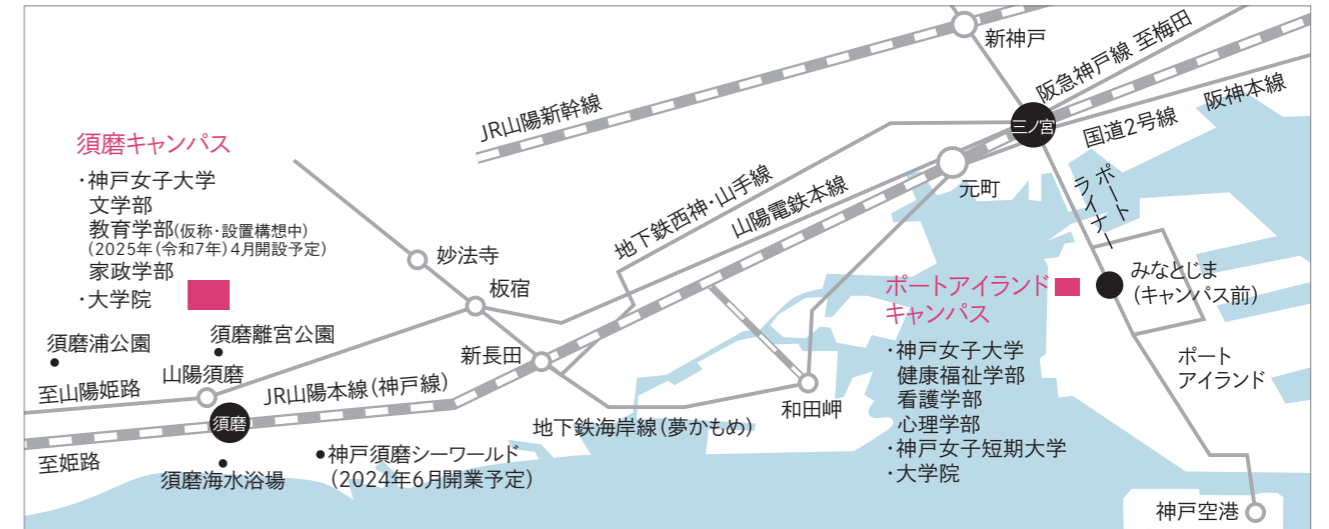 新神戸
阪急神戸線 至梅田
JR山陽新幹線
三ノ宮
国道2号線
阪神本線
須磨キャンパス
・神戸女子大学
文学部
教育学部(仮称・設置構想中)
(2025年(令和7年)4月開設予定)
家政学部
・大学院
元町
ポート
ライナー
地下鉄西神・山手線
山陽電鉄本線
妙法寺
板宿
みなとじま
(キャンパス前)
ポートアイランド
キャンパス
・神戸女子大学
健康福祉学部
看護学部
心理学部
・神戸女子短期大学
・大学院
ポート
アイランド
須磨浦公園
須磨離宮公園
新長田
山陽須磨
至山陽姫路
JR山陽本線(神戸線)
須磨
和田岬
地下鉄海岸線(夢かもめ)
至姫路
須磨海水浴場
神戸須磨シーワールド
(2024年6月開業予定)
神戸空港